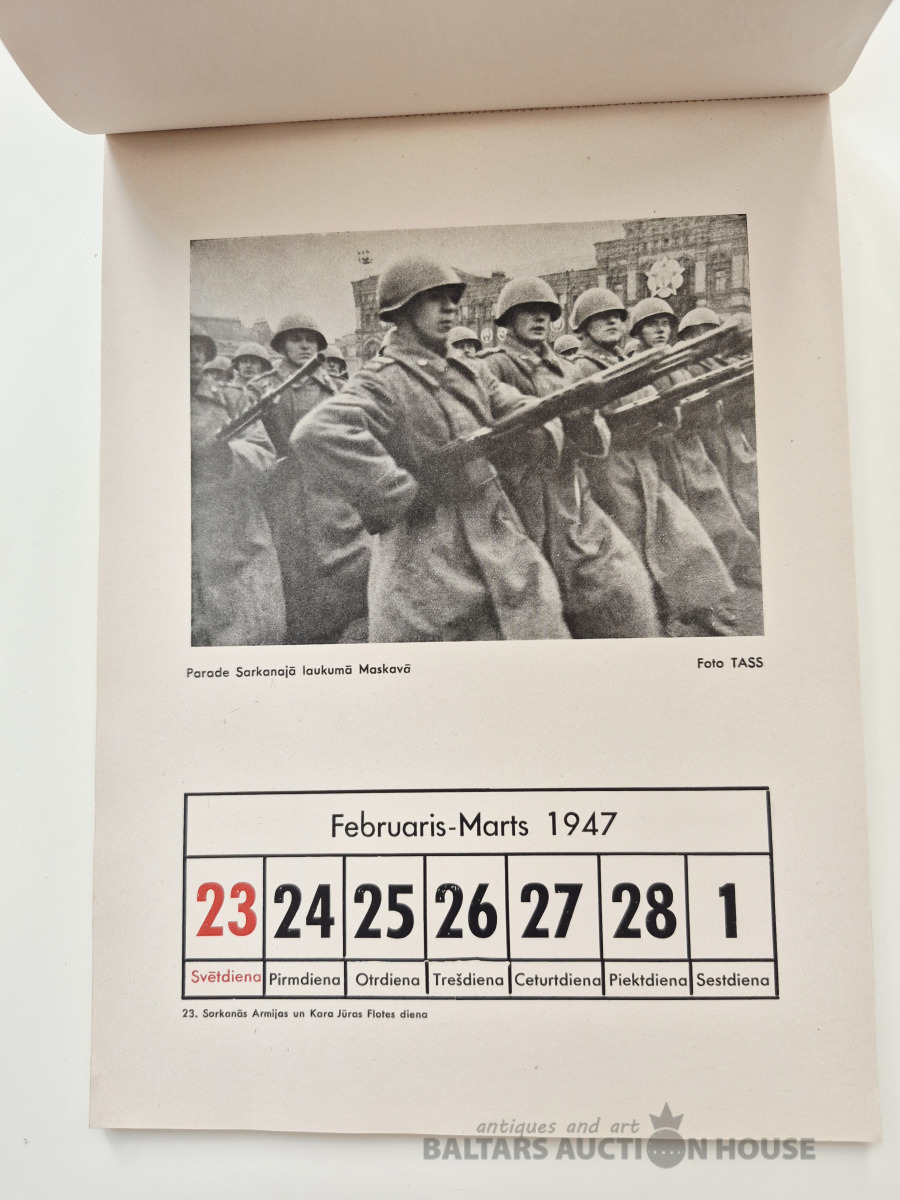 Parade Sarkanajā laukumā Maskavā
Foto TASS
Februaris-Marts 1947
23 24 25 26 27 28 1
Svētdiena Pirmdiena Otrdiena Trešdiena Ceturtdiena Piektdiena Sestdiena
23. Sarkanās Armijas un Kara Jūras Flotes diena
antiques and art
BALTARS AUCTION HOUSE